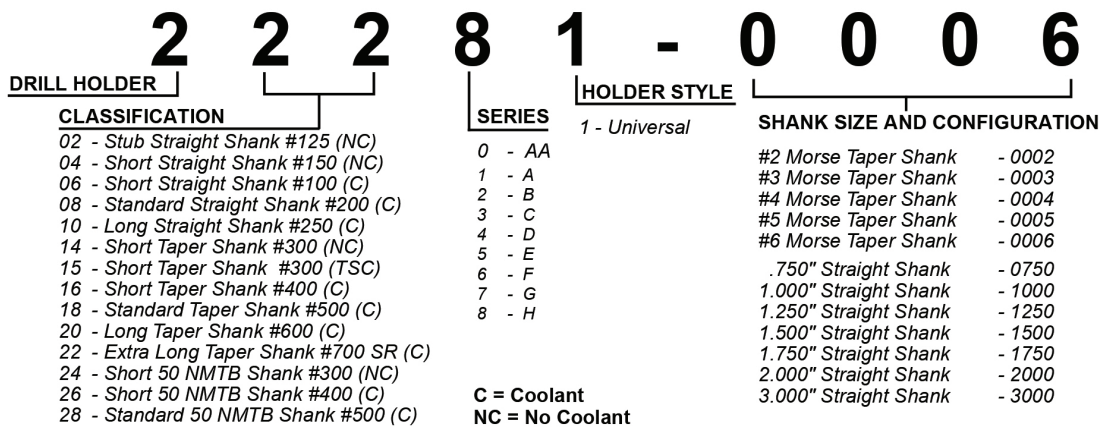 2 2 2 8 1 - 0 0 0 6
DRILL HOLDER
CLASSIFICATION
02 - Stub Straight Shank #125 (NC)
04 - Short Straight Shank #150 (NC)
06 - Short Straight Shank #100 (C)
08 - Standard Straight Shank #200 (C)
10 - Long Straight Shank #250 (C)
14 - Short Taper Shank #300 (NC)
15 - Short Taper Shank #300 (TSC)
16 - Short Taper Shank #400 (C)
18 - Standard Taper Shank #500 (C)
20 - Long Taper Shank #600 (C)
22 - Extra Long Taper Shank #700 SR (C)
24 - Short 50 NMTB Shank #300 (NC)
26 - Short 50 NMTB Shank #400 (C)
28 - Standard 50 NMTB Shank #500 (C)
SERIES
0 - AA
1 - A
2 - B
3 - C
4 - D
5 - E
6 - F
7 - G
8 - H
C = Coolant
NC = No Coolant
HOLDER STYLE
1 - Universal
SHANK SIZE AND CONFIGURATION
#2 Morse Taper Shank - 0002
#3 Morse Taper Shank - 0003
#4 Morse Taper Shank - 0004
#5 Morse Taper Shank - 0005
#6 Morse Taper Shank - 0006
.750" Straight Shank - 0750
1.000" Straight Shank - 1000
1.250" Straight Shank - 1250
1.500" Straight Shank - 1500
1.750" Straight Shank - 1750
2.000" Straight Shank - 2000
3.000" Straight Shank - 3000